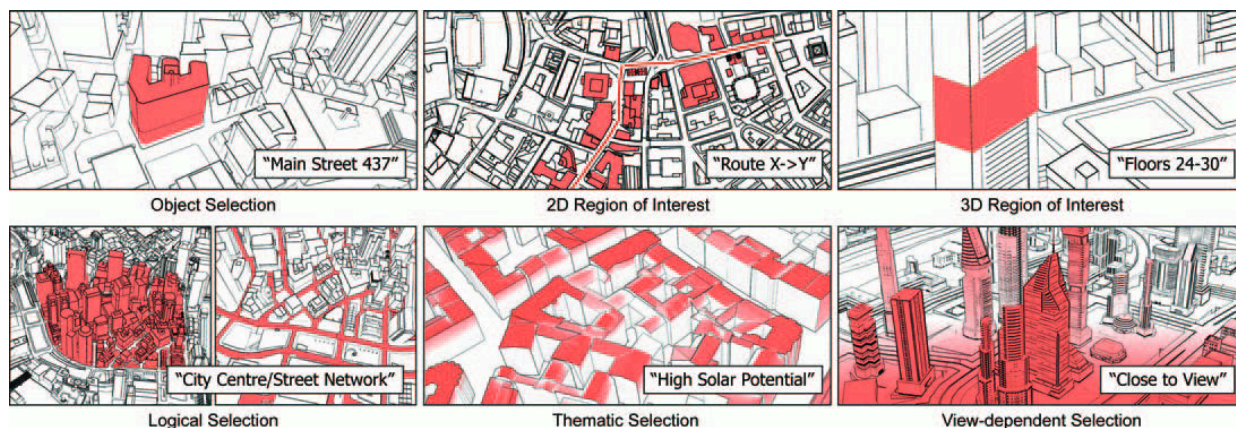 “Main Street 437”
“Route X->Y”
“Floors 24-30”
Object Selection
2D Region of Interest
3D Region of Interest
“City Centre/Street Network”
“High Solar Potential”
“Close to View”
Logical Selection
Thematic Selection
View-dependent Selection